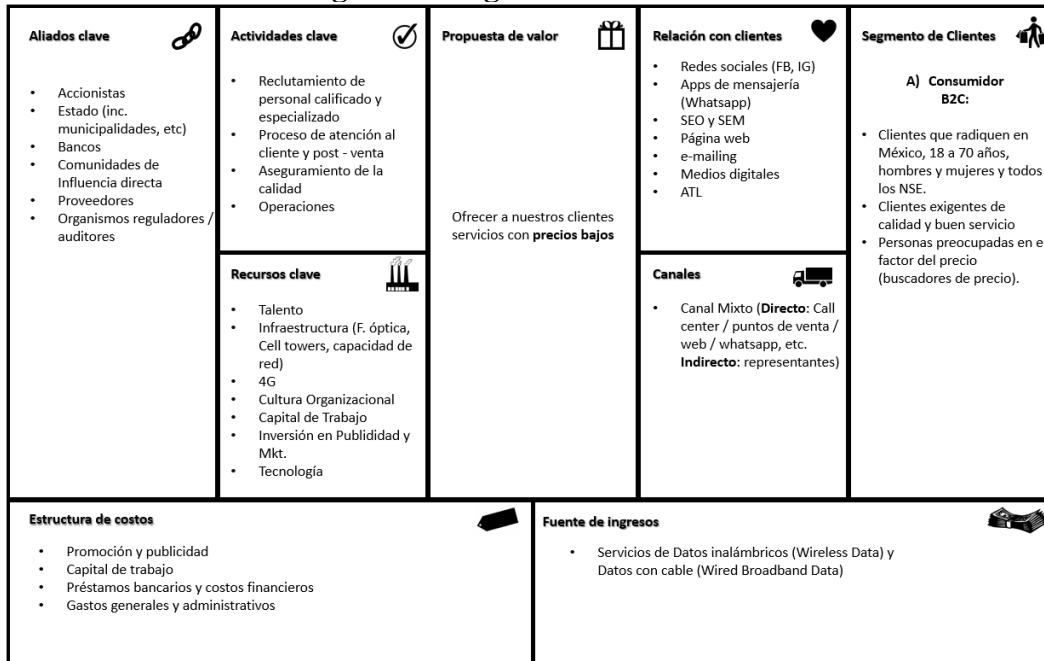 Aliados clave
• Accionistas
• Estado (inc.
municipalidades, etc)
• Bancos
• Comunidades de
Influencia directa
• Proveedores
• Organismos reguladores /
auditores
Actividades clave
• Reclutamiento de
personal calificado y
especializado
• Proceso de atención al
cliente y post - venta
• Aseguramiento de la
calidad
• Operaciones
Recursos clave
• Talento
• Infraestructura (F. óptica,
Cell towers, capacidad de
red)
• 4G
• Cultura Organizacional
• Capital de Trabajo
• Inversión en Publididad y
Mkt.
• Tecnología
Propuesta de valor
Ofrecer a nuestros clientes
servicios con precios bajos
Relación con clientes
• Redes sociales (FB, IG)
• Apps de mensajería
(Whatsapp)
• SEO y SEM
• Página web
• e-mailing
• Medios digitales
• ATL
Canales
• Canal Mixto (Directo: Call
center / puntos de venta /
web / whatsapp, etc.
Indirecto: representantes)
Segmento de Clientes
A) Consumidor
B2C:
• Clientes que radiquen en
México, 18 a 70 años,
hombres y mujeres y todos
los NSE.
• Clientes exigentes de
calidad y buen servicio
• Personas preocupadas en e
factor del precio
(buscadores de precio).
Estructura de costos
• Promoción y publicidad
• Capital de trabajo
• Préstamos bancarios y costos financieros
• Gastos generales y administrativos
Fuente de ingresos
• Servicios de Datos inalámbricos (Wireless Data) y
Datos con cable (Wired Broadband Data)